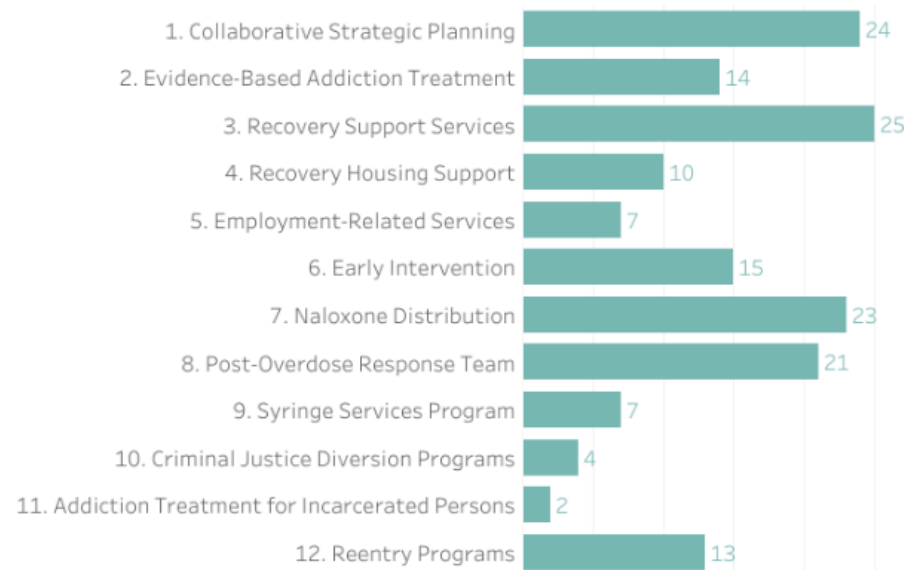 1. Collaborative Strategic Planning 24
2. Evidence-Based Addiction Treatment 14
3. Recovery Support Services 25
4. Recovery Housing Support 10
5. Employment-Related Services 7
6. Early Intervention 15
7. Naloxone Distribution 23
8. Post-Overdose Response Team 21
9. Syringe Services Program 7
10. Criminal Justice Diversion Programs 4
11. Addiction Treatment for Incarcerated Persons 2
12. Reentry Programs 13